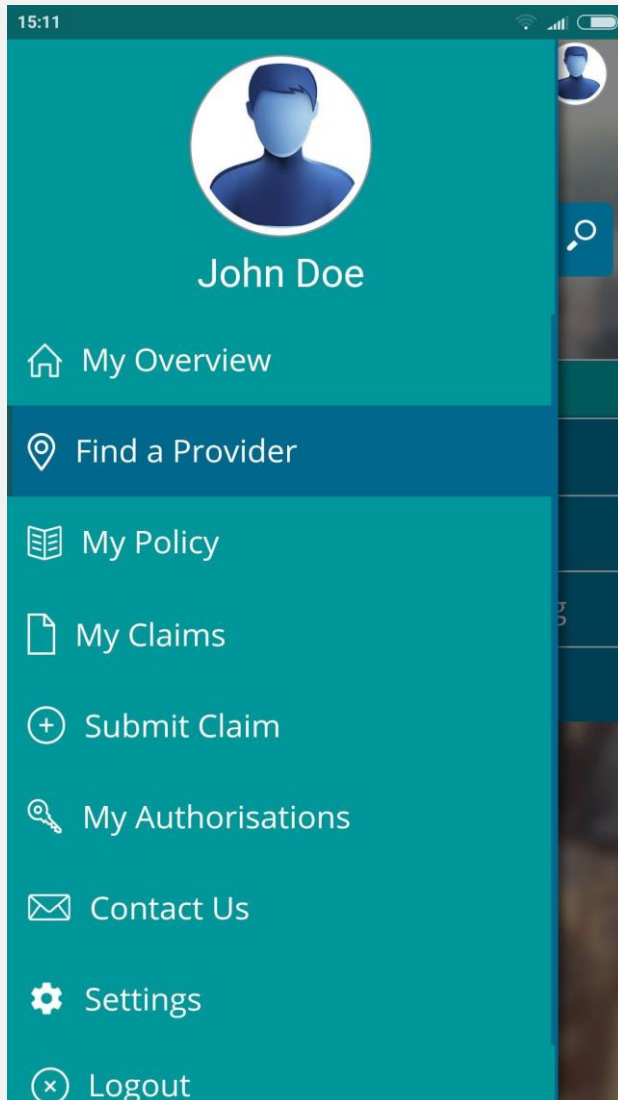 15:11
John Doe
My Overview
Find a Provider
My Policy
My Claims
Submit Claim
My Authorisations
Contact Us
Settings
Logout